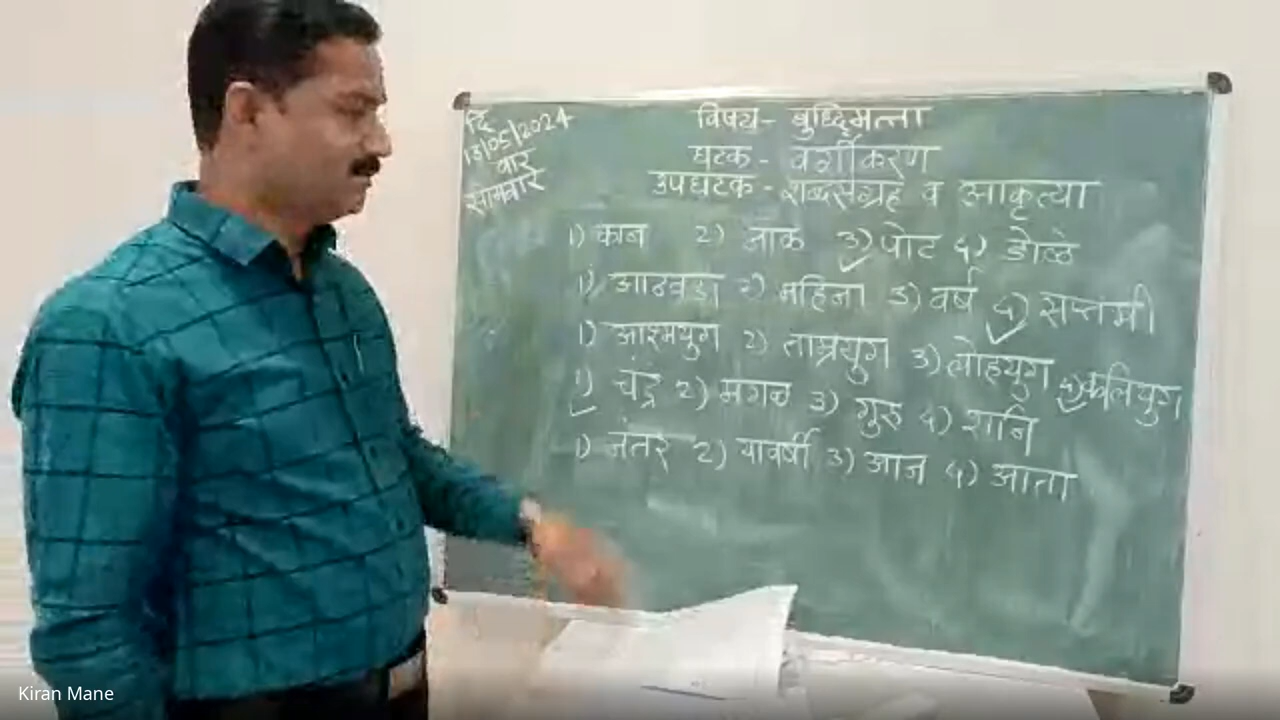 दि
13/05/2024
वार
सोमवार
विषय- बुध्दिमत्ता
घटक- वर्गीकरण
उपघटक- शब्दसंग्रह व आकृत्या
1) कान 2) नाक 3) पोट 4) डोळे
1) आठवडा 2) महिना 3) वर्ष 4) सप्तमी
1) अश्मयुग 2) ताम्रयुग 3) लोहयुग 4) कलियुग
1) चंद्र 2) मंगळ 3) गुरु 4) शनि
1) नंतर 2) यावर्षी 3) आज 4) आता
Kiran Mane